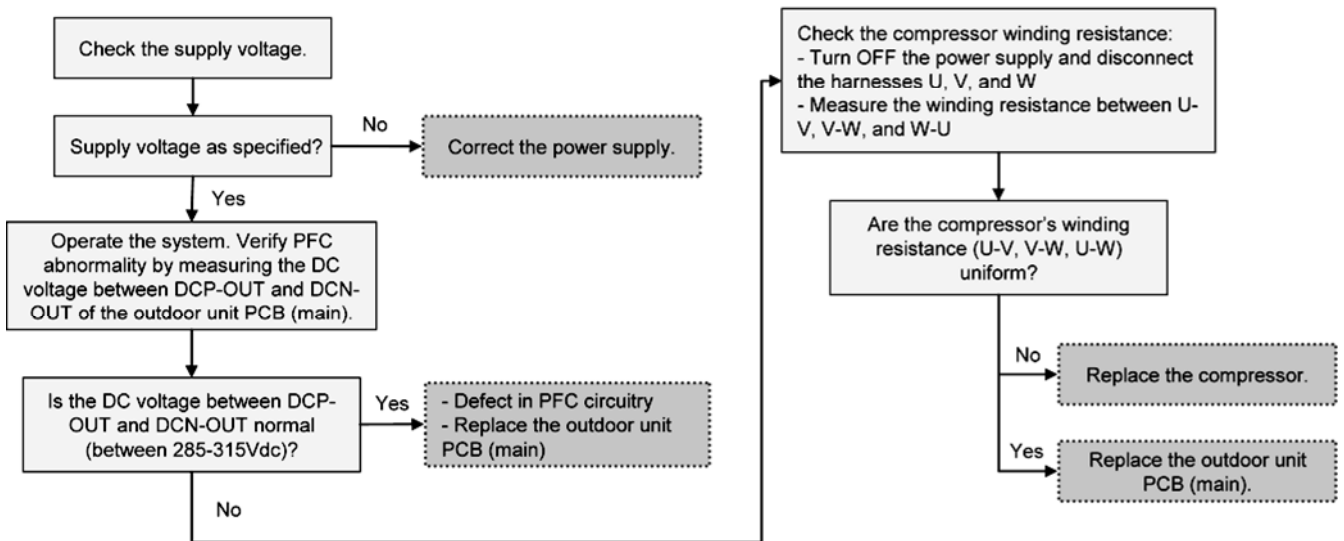 Check the supply voltage.
Supply voltage as specified?
No
Correct the power supply.
Yes
Operate the system. Verify PFC
abnormality by measuring the DC
voltage between DCP-OUT and DCN-
OUT of the outdoor unit PCB (main).
Is the DC voltage between DCP-
OUT and DCN-OUT normal
(between 285-315Vdc)?
Yes
- Defect in PFC circuitry
- Replace the outdoor unit
PCB (main)
No
Check the compressor winding resistance:
- Turn OFF the power supply and disconnect
the harnesses U, V, and W
- Measure the winding resistance between U-
V, V-W, and W-U
Are the compressor's winding
resistance (U-V, V-W, U-W)
uniform?
No
Replace the compressor.
Yes
Replace the outdoor unit
PCB (main).